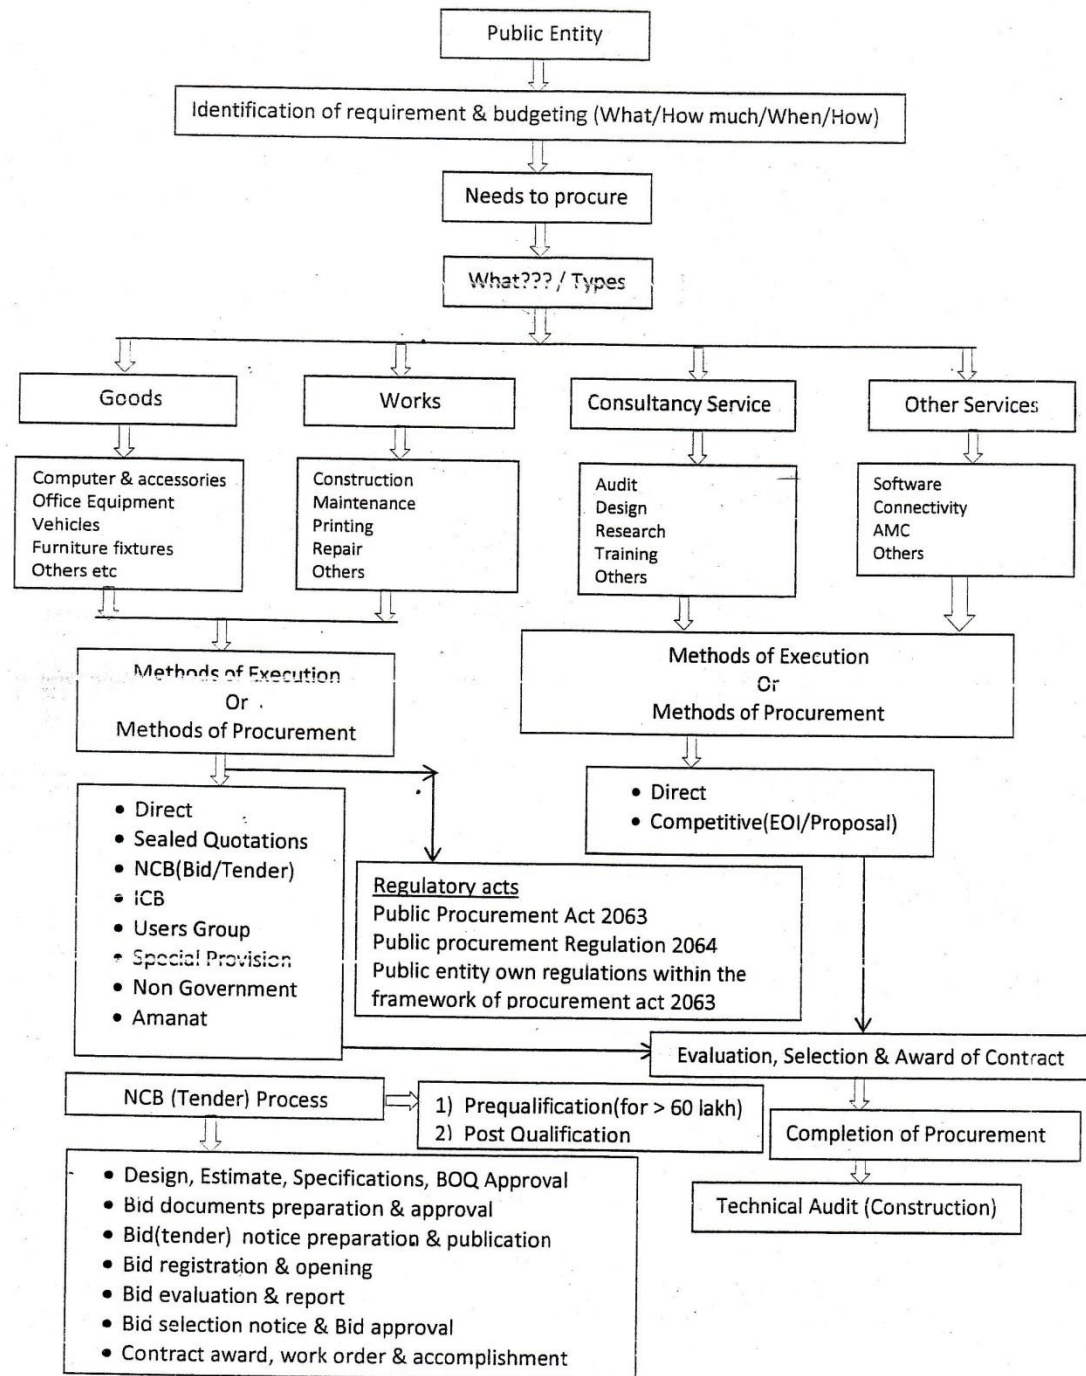 Public Entity
Identification of requirement & budgeting (What/How much/When/How)
Needs to procure
What??? / Types
Goods
Works
Consultancy Service
Other Services
Computer & accessories
Office Equipment
Vehicles
Furniture fixtures
Others etc
Construction
Maintenance
Printing
Repair
Others
Audit
Design
Research
Training
Others
Software
Connectivity
AMC
Others
Methods of Execution
Or
Methods of Procurement
Methods of Execution
Or
Methods of Procurement
• Direct
• Sealed Quotations
• NCB(Bid/Tender)
• ICB
• Users Group
• Special Provision
• Non Government
• Amanat
Regulatory acts
Public Procurement Act 2063
Public procurement Regulation 2064
Public entity own regulations within the
framework of procurement act 2063
• Direct
• Competitive(EOI/Proposal)
Evaluation, Selection & Award of Contract
NCB (Tender) Process
1) Prequalification(for > 60 lakh)
2) Post Qualification
Completion of Procurement
Technical Audit (Construction)
• Design, Estimate, Specifications, BOQ Approval
• Bid documents preparation & approval
• Bid(tender) notice preparation & publication
• Bid registration & opening
• Bid evaluation & report
• Bid selection notice & Bid approval
• Contract award, work order & accomplishment